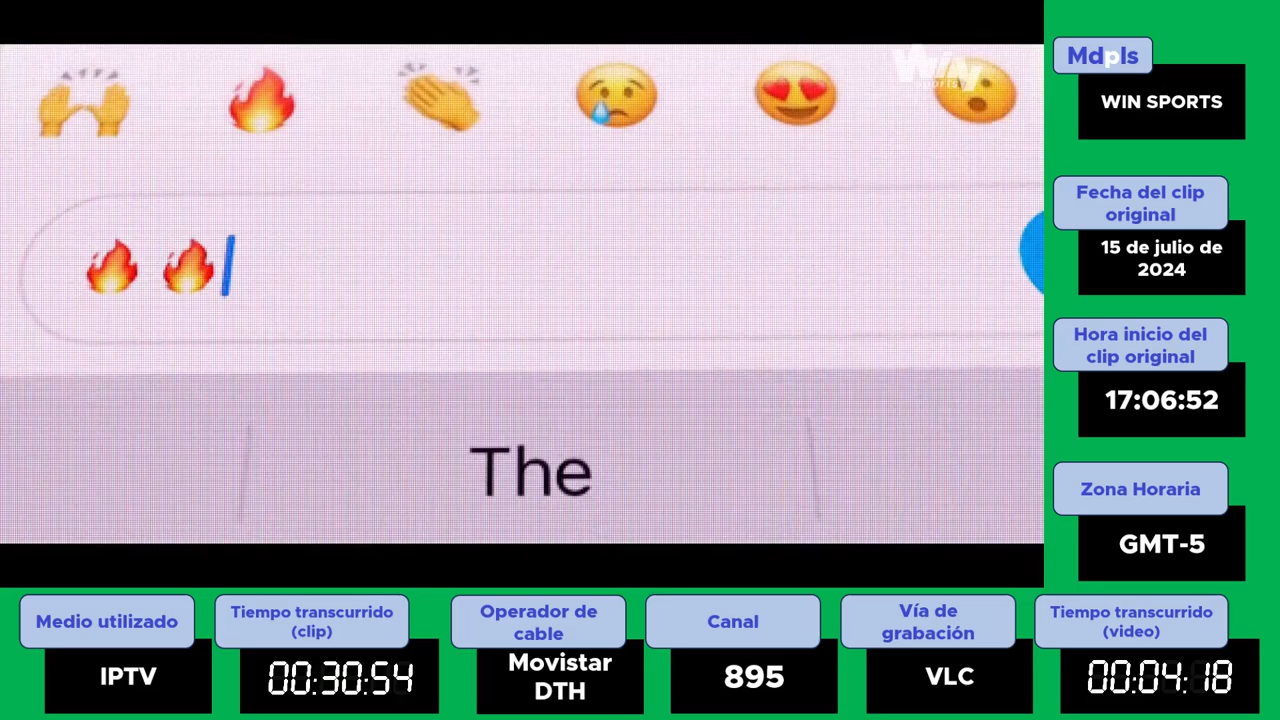 WIN
sports
The
Mdpls
WIN SPORTS
Fecha del clip
original
15 de julio de
2024
Hora inicio del
clip original
17:06:52
Zona Horaria
GMT-5
Medio utilizado
IPTV
Tiempo transcurrido
(clip)
00:30:54
Operador de
cable
Movistar
DTH
Canal
895
Vía de
grabación
VLC
Tiempo transcurrido
(video)
00:04:18